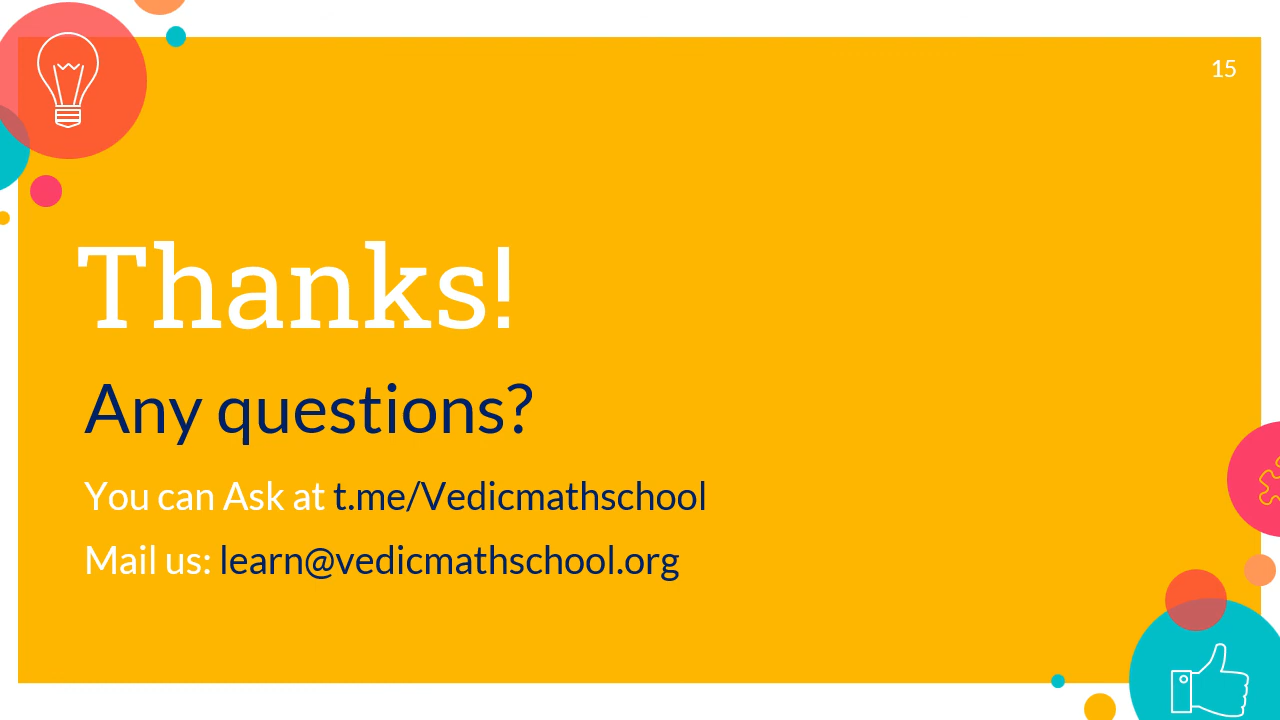 15
Thanks!
Any questions?
You can Ask at t.me/Vedicmathschool
Mail us: learn@vedicmathschool.org